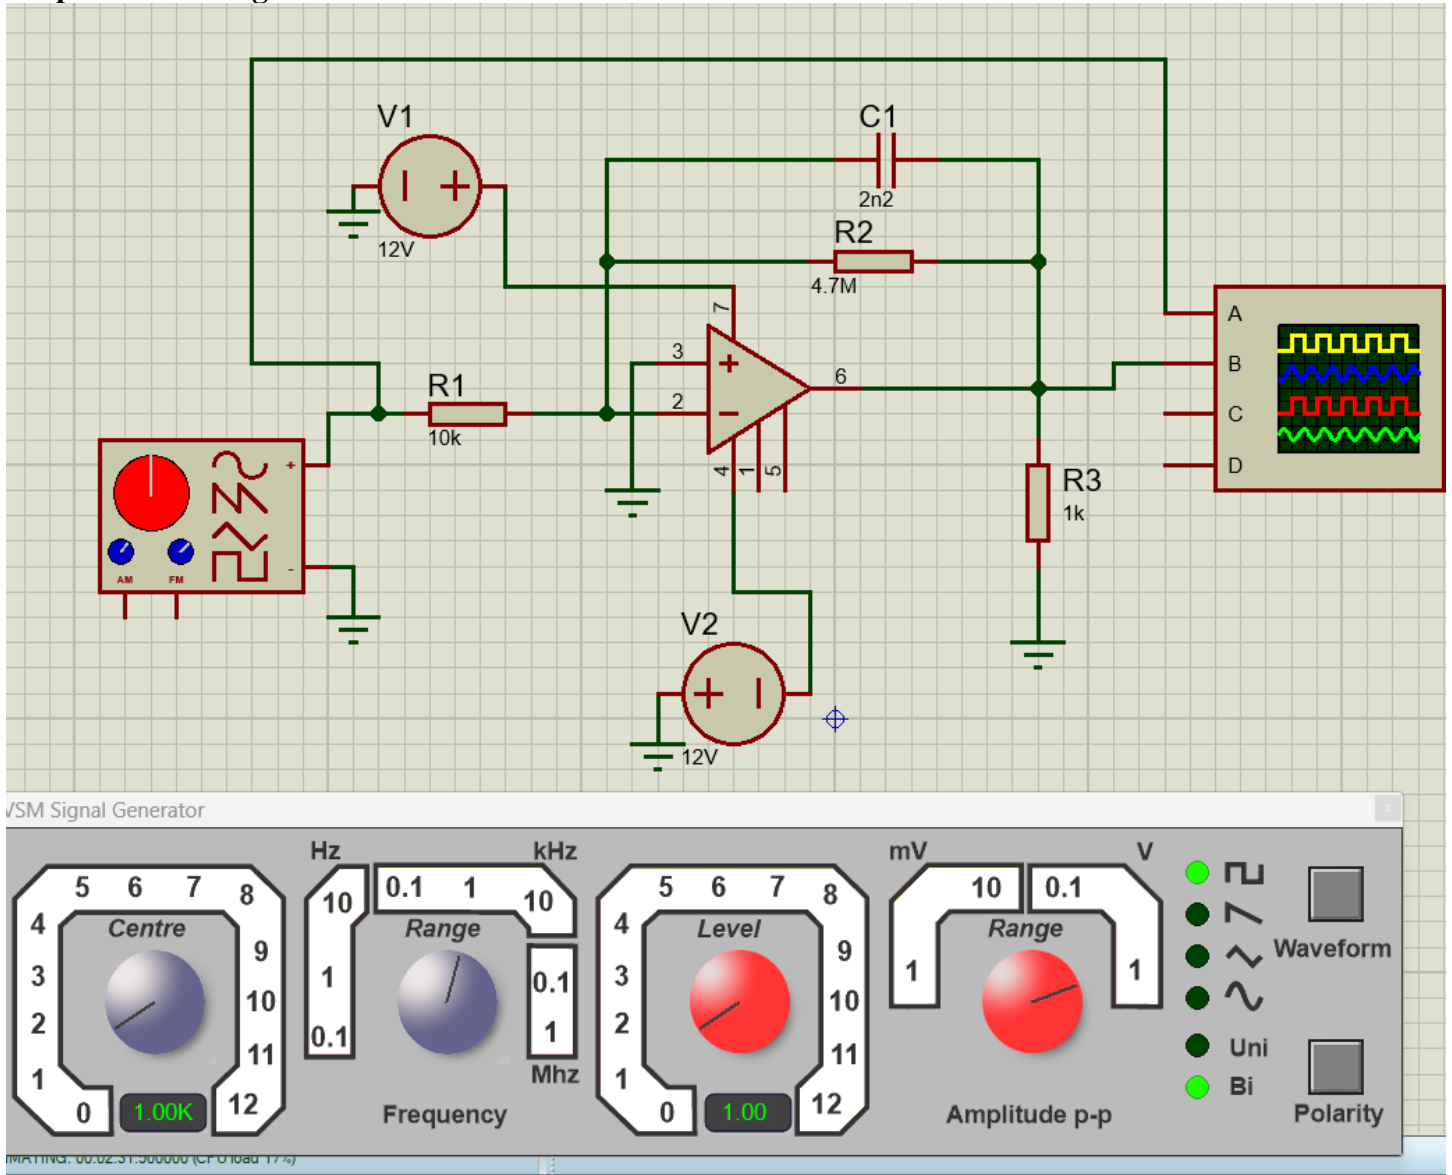 V1
12V
C1
2n2
R2
4.7M
7
3
2
6
4
1
5
R1
10k
A
B
C
D
R3
1k
+
-
AM
FM
V2
12V
VSM Signal Generator
Hz
kHz
mV
V
5 6 7 8
4
3
2
1
0
9
10
11
12
Centre
1.00K
10
1
0.1
0.1 1 10
0.1
1
Mhz
Range
Frequency
5 6 7 8
4
3
2
1
0
9
10
11
12
Level
1.00
10
1
0.1
1
Range
Amplitude p-p
Uni
Bi
Waveform
Polarity